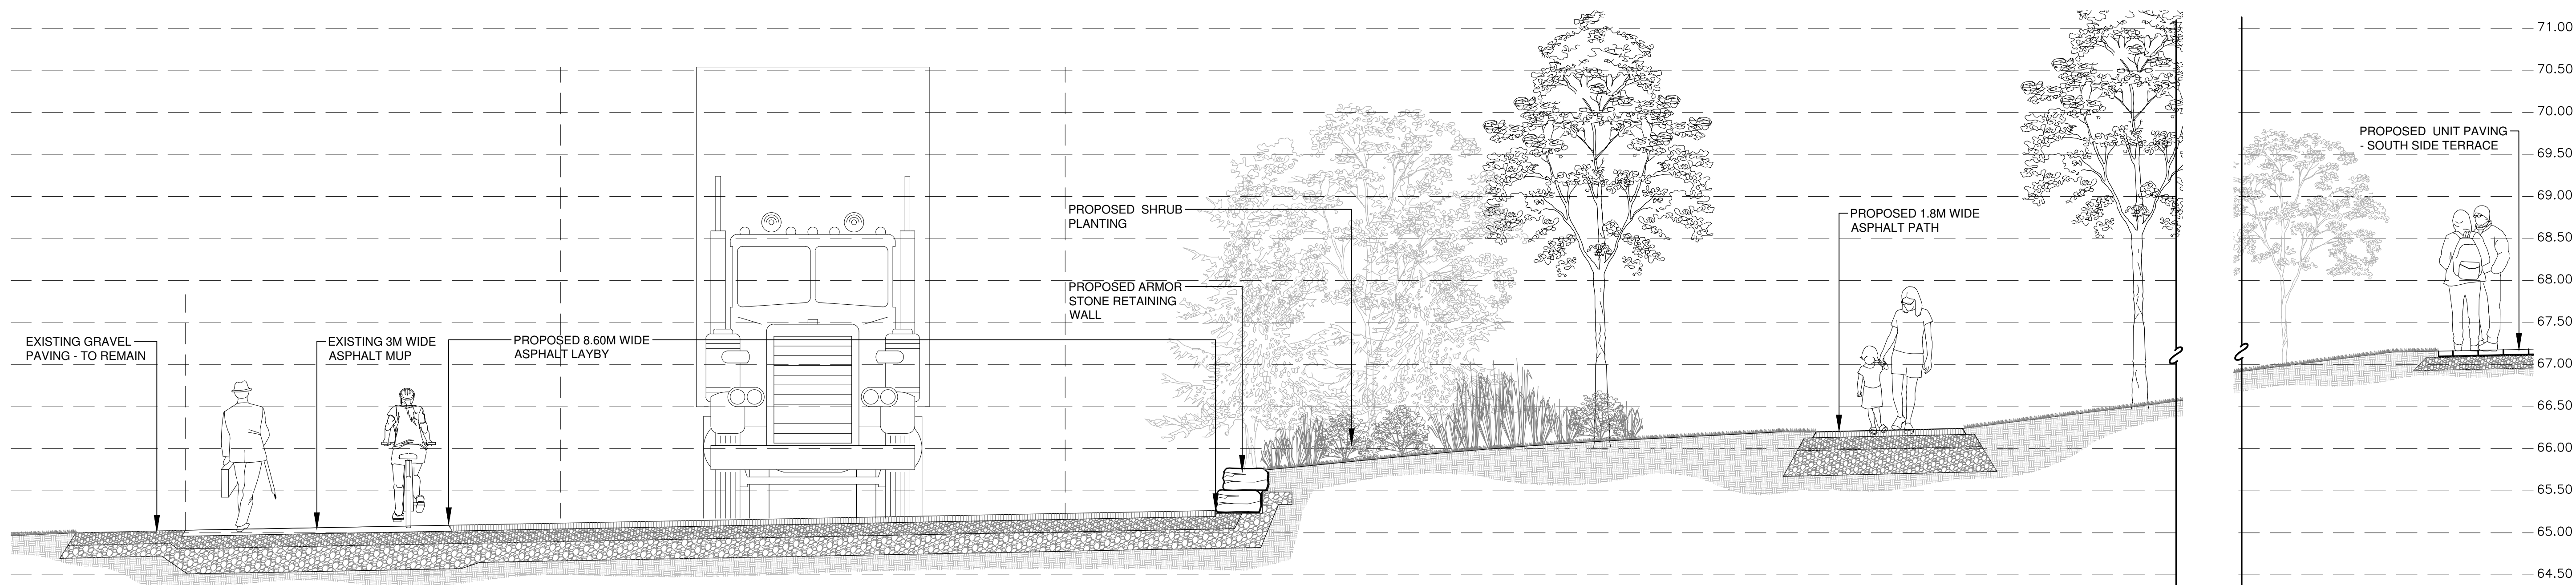 EXISTING GRAVEL
PAVING - TO REMAIN
EXISTING 3M WIDE
ASPHALT MUP
PROPOSED 8.60M WIDE
ASPHALT LAYBY
PROPOSED SHRUB
PLANTING
PROPOSED ARMOR
STONE RETAINING
WALL
PROPOSED 1.8M WIDE
ASPHALT PATH
PROPOSED UNIT PAVING
- SOUTH SIDE TERRACE
71.00
70.50
70.00
69.50
69.00
68.50
68.00
67.50
67.00
66.50
66.00
65.50
65.00
64.50